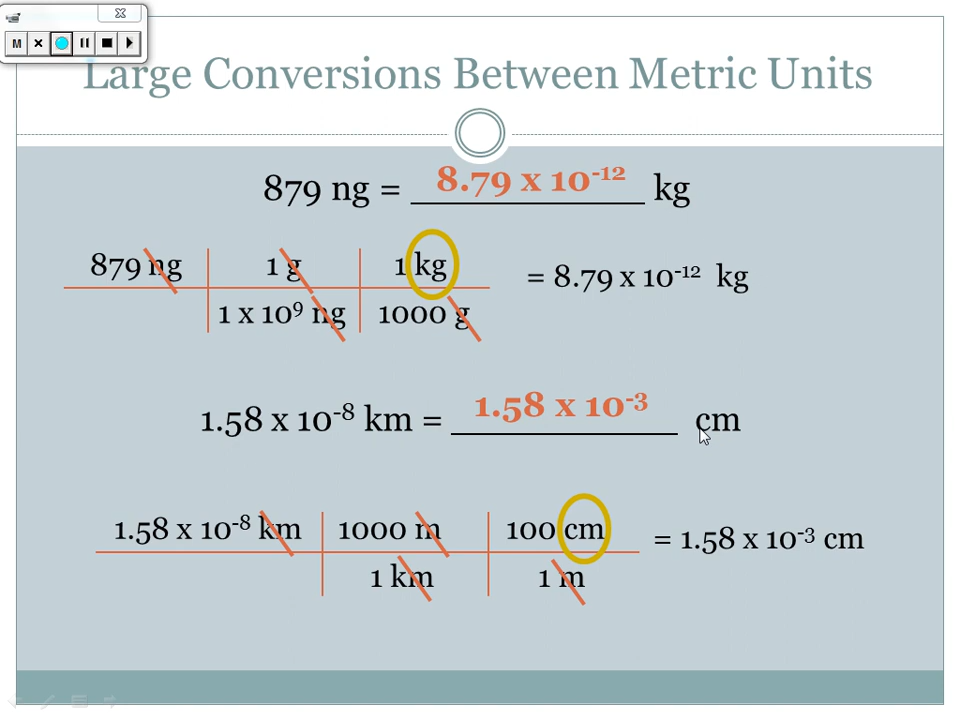 M
Large Conversions Between Metric Units
879 ng = 8.79 x 10⁻¹² kg
879 ng 1 g 1 kg
1 x 10⁹ ng 1000 g
= 8.79 x 10⁻¹² kg
1.58 x 10⁻⁸ km = 1.58 x 10⁻³ cm
1.58 x 10⁻⁸ km 1000 m 100 cm
1 km 1 m
= 1.58 x 10⁻³ cm